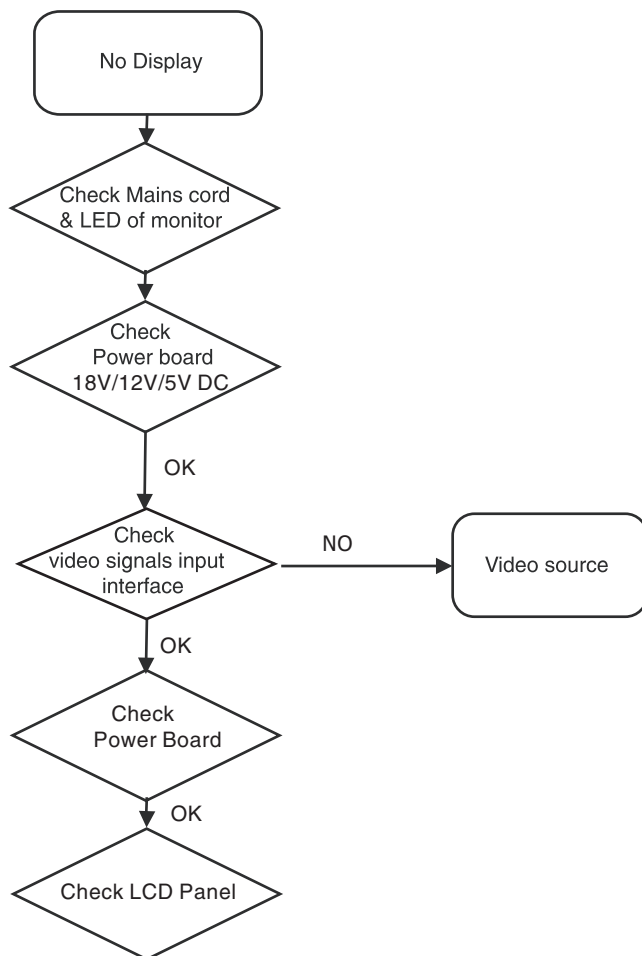 No Display
Check Mains cord
& LED of monitor
Check
Power board
18V/12V/5V DC
OK
Check
video signals input
interface
NO
Video source
OK
Check
Power Board
OK
Check LCD Panel